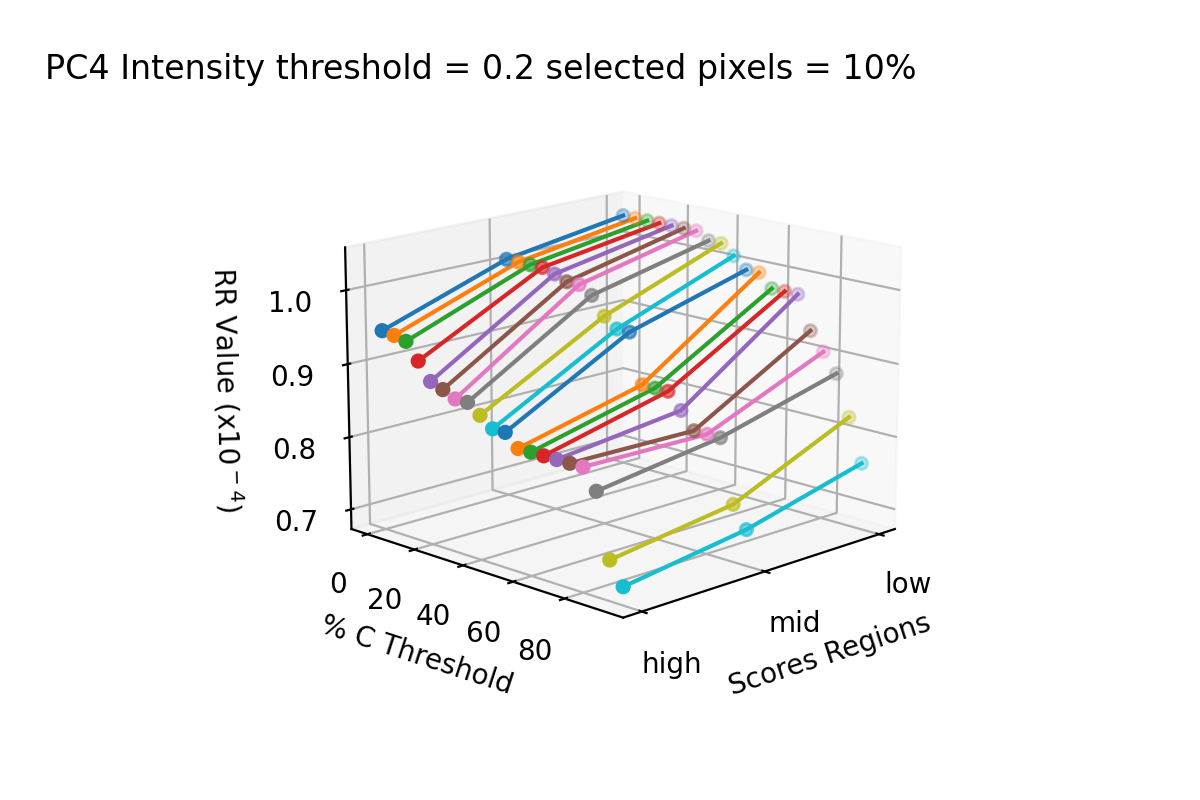 PC4 Intensity threshold = 0.2 selected pixels = 10%
RR Value (x10⁻⁴)
1.0
0.9
0.8
0.7
0
20
40
60
80
% C Threshold
high
mid
low
Scores Regions